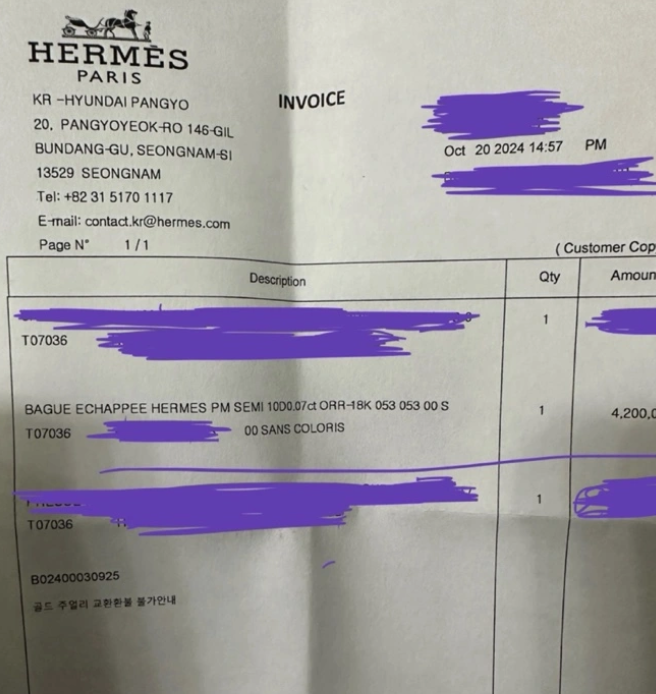 HERMÈS
PARIS
KR -HYUNDAI PANGYO
20, PANGYOYEOK-RO 146-GIL
BUNDANG-GU, SEONGNAM-SI
13529 SEONGNAM
Tel: +82 31 5170 1117
E-mail: contact.kr@hermes.com
Page N° 1 / 1
INVOICE
Oct 20 2024 14:57 PM
( Customer Cop
Description Qty Amoun
1
T07036
BAGUE ECHAPPEE HERMES PM SEMI 10D0.07ct ORR-18K 053 053 00 S 1 4,200,0
T07036 00 SANS COLORIS
1
T07036
B02400030925
골드 주얼리 교환환불 불가안내